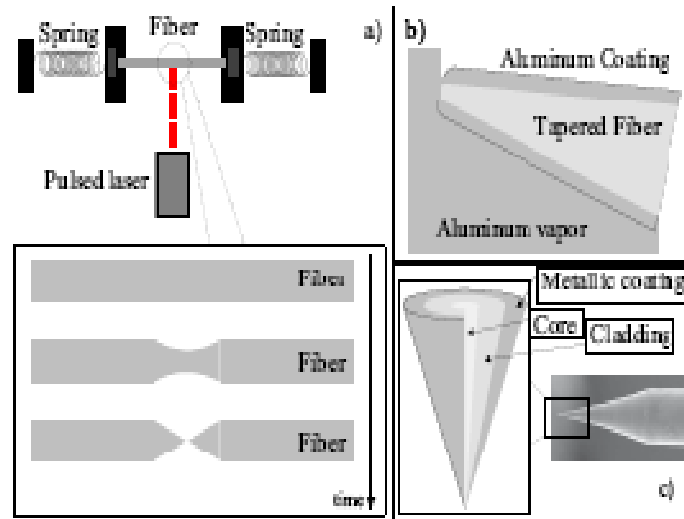 Spring
Fiber
Spring
a)
Pulsed laser
Fiber
Fiber
Fiber
time
b)
Aluminum Coating
Tapered Fiber
Aluminum vapor
Metallic coating
Core
Cladding
c)